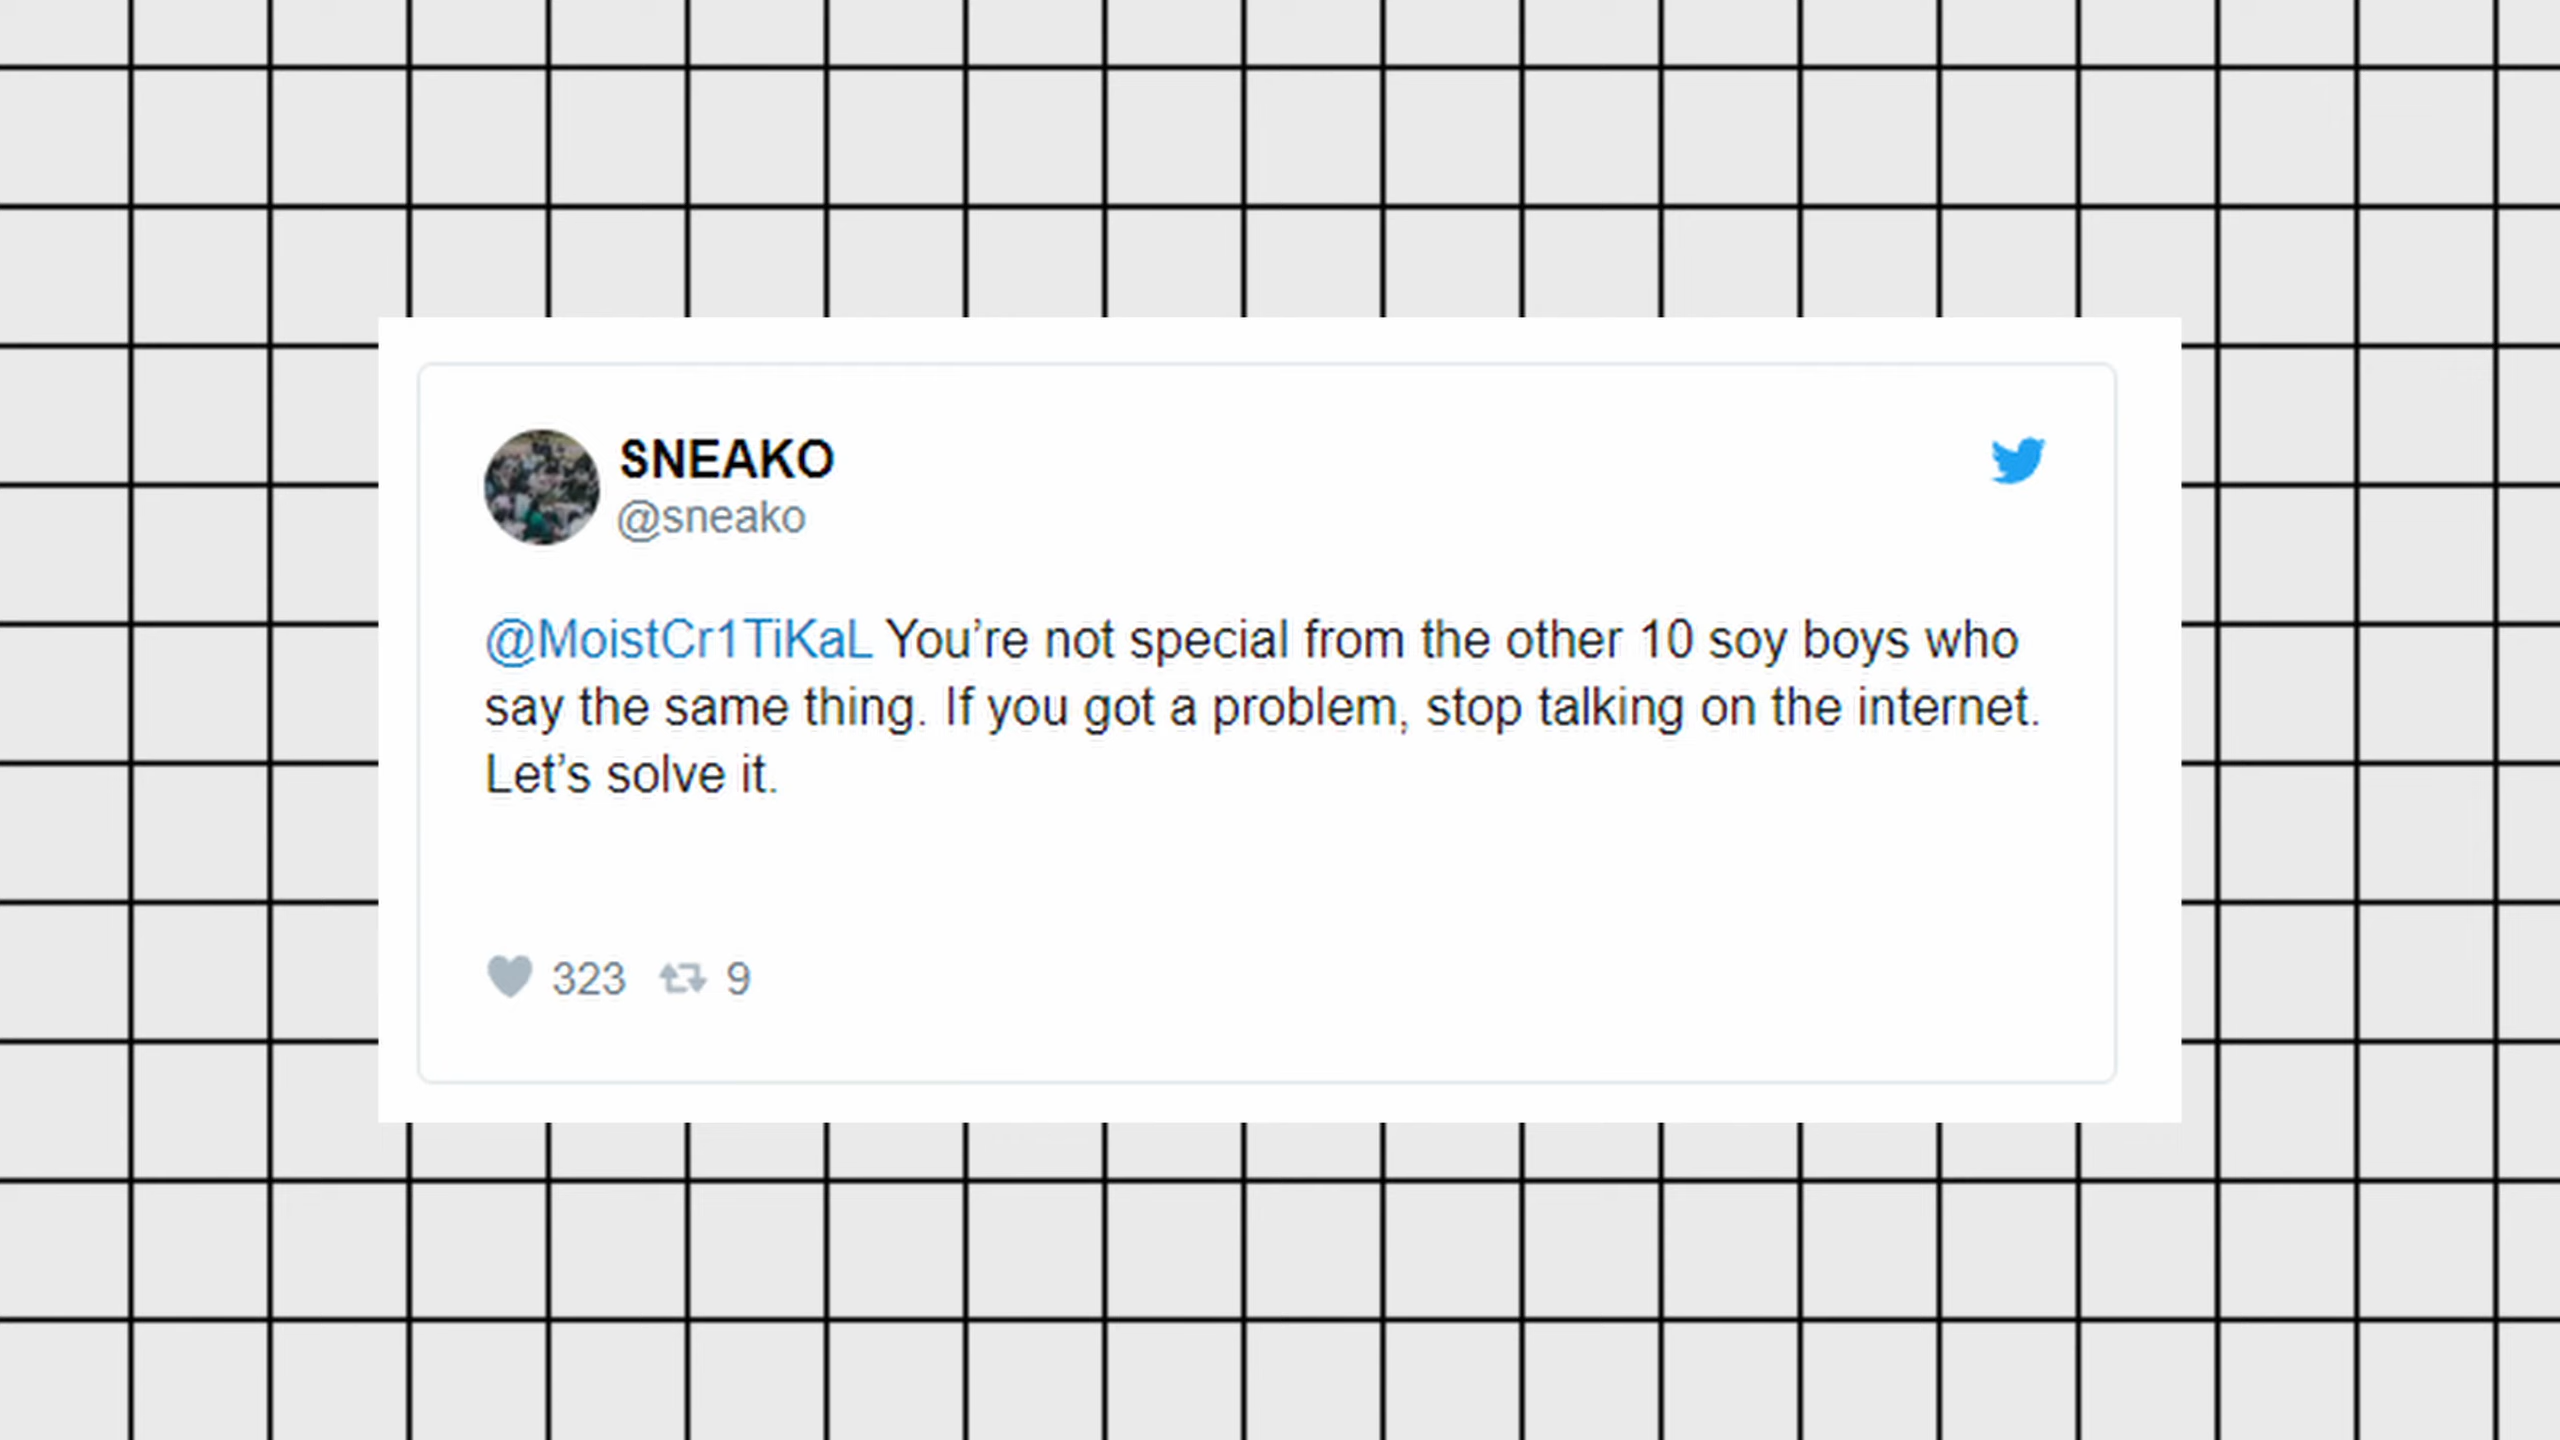 SNEAKO
@sneako
@MoistCr1TiKaL You’re not special from the other 10 soy boys who
say the same thing. If you got a problem, stop talking on the internet.
Let’s solve it.
323 9